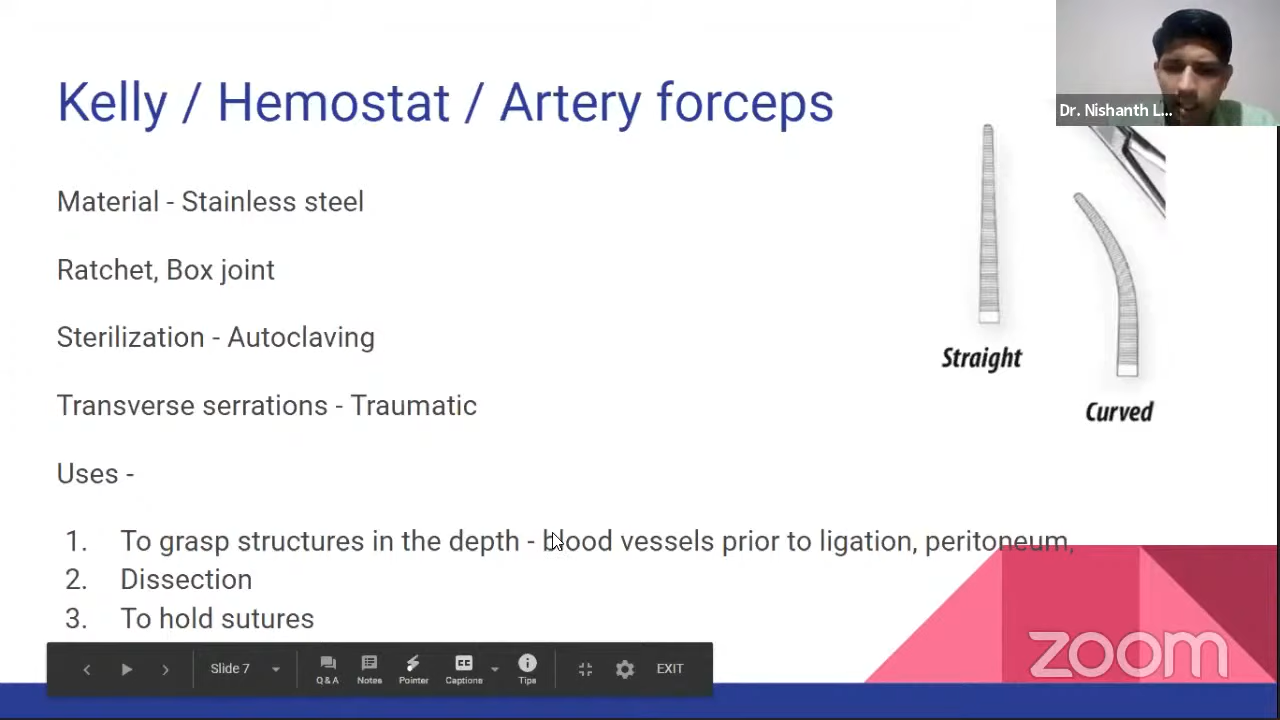 Kelly / Hemostat / Artery forceps
Dr. Nishanth L...
Material - Stainless steel
Ratchet, Box joint
Sterilization - Autoclaving
Straight
Transverse serrations - Traumatic
Curved
Uses -
1. To grasp structures in the depth - blood vessels prior to ligation, peritoneum,
2. Dissection
3. To hold sutures
Slide 7
Q & A
Notes
Pointer
CC
Captions
Tips
EXIT
zoom